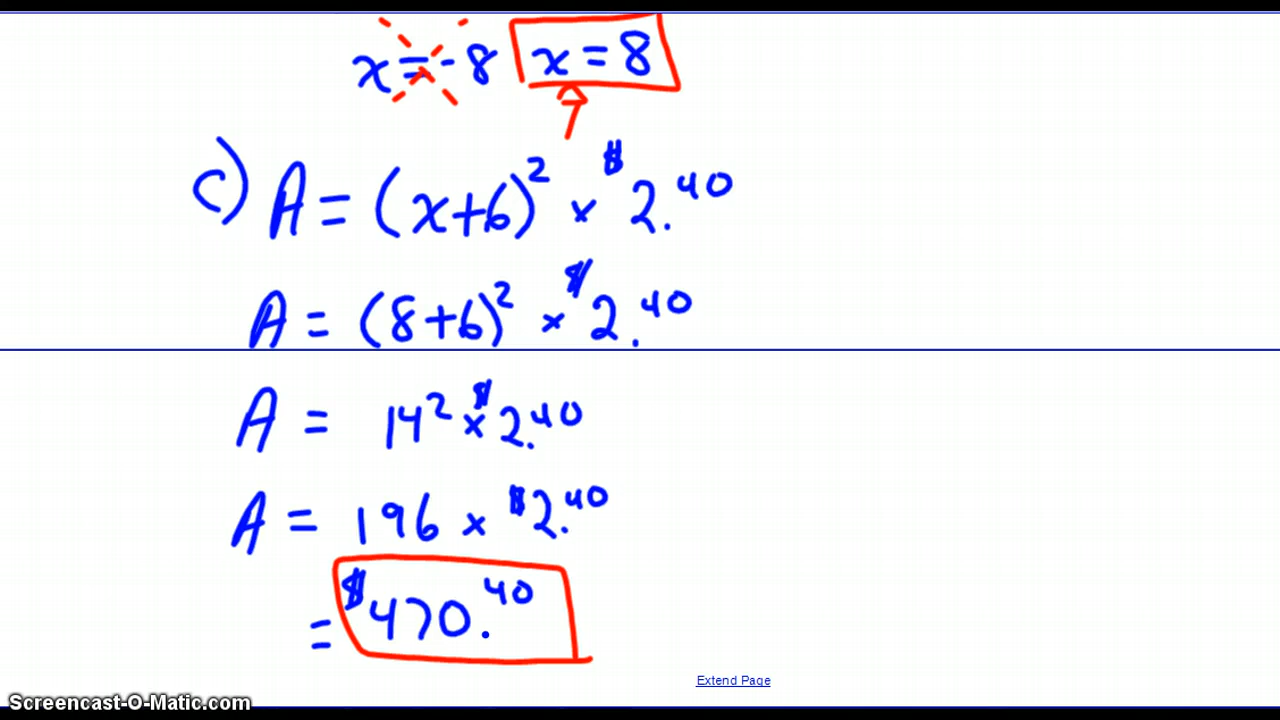 x = -8 x = 8
c) A = (x+6)² × $2.40
A = (8+6)² × $2.40
A = 14² × $2.40
A = 196 × $2.40
= $470.40
Extend Page
Screencast-O-Matic.com